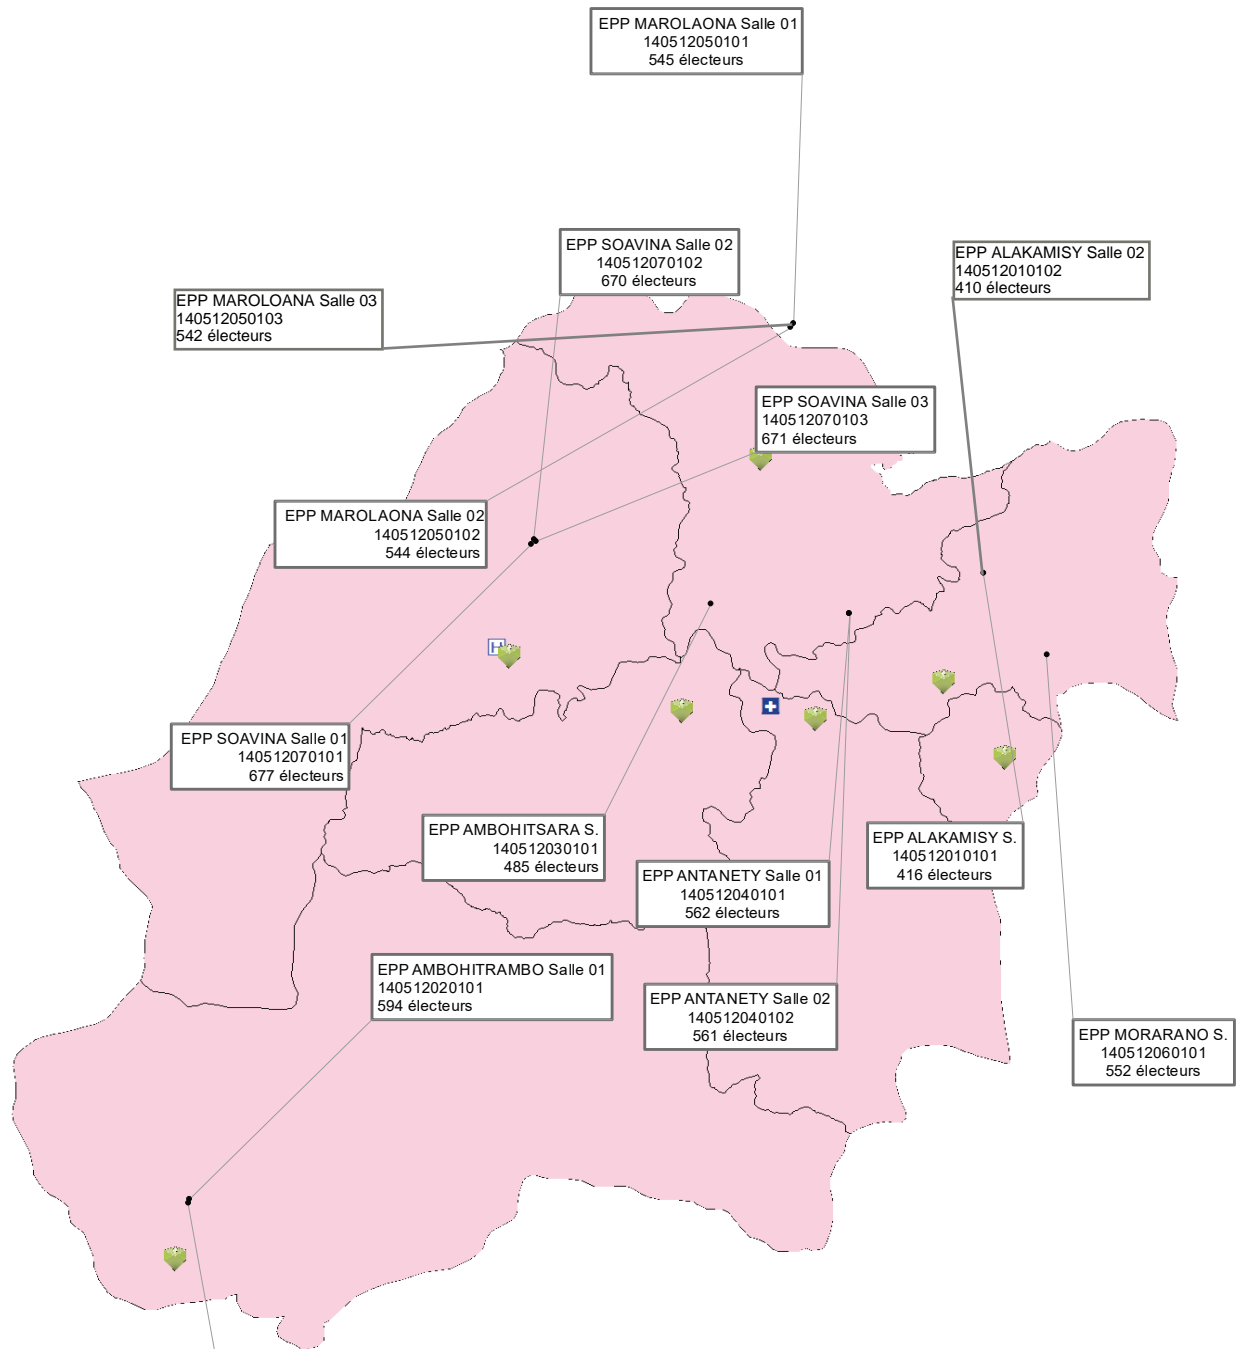 EPP MAROLAONA Salle 01
140512050101
545 électeurs
EPP SOAVINA Salle 02
140512070102
670 électeurs
EPP ALAKAMISY Salle 02
140512010102
410 électeurs
EPP MAROLOANA Salle 03
140512050103
542 électeurs
EPP SOAVINA Salle 03
140512070103
671 électeurs
EPP MAROLAONA Salle 02
140512050102
544 électeurs
H
EPP SOAVINA Salle 01
140512070101
677 électeurs
EPP AMBOHITSARA S.
140512030101
485 électeurs
EPP ALAKAMISY S.
140512010101
416 électeurs
EPP ANTANETY Salle 01
140512040101
562 électeurs
EPP AMBOHITRAMBO Salle 01
140512020101
594 électeurs
EPP ANTANETY Salle 02
140512040102
561 électeurs
EPP MORARANO S.
140512060101
552 électeurs